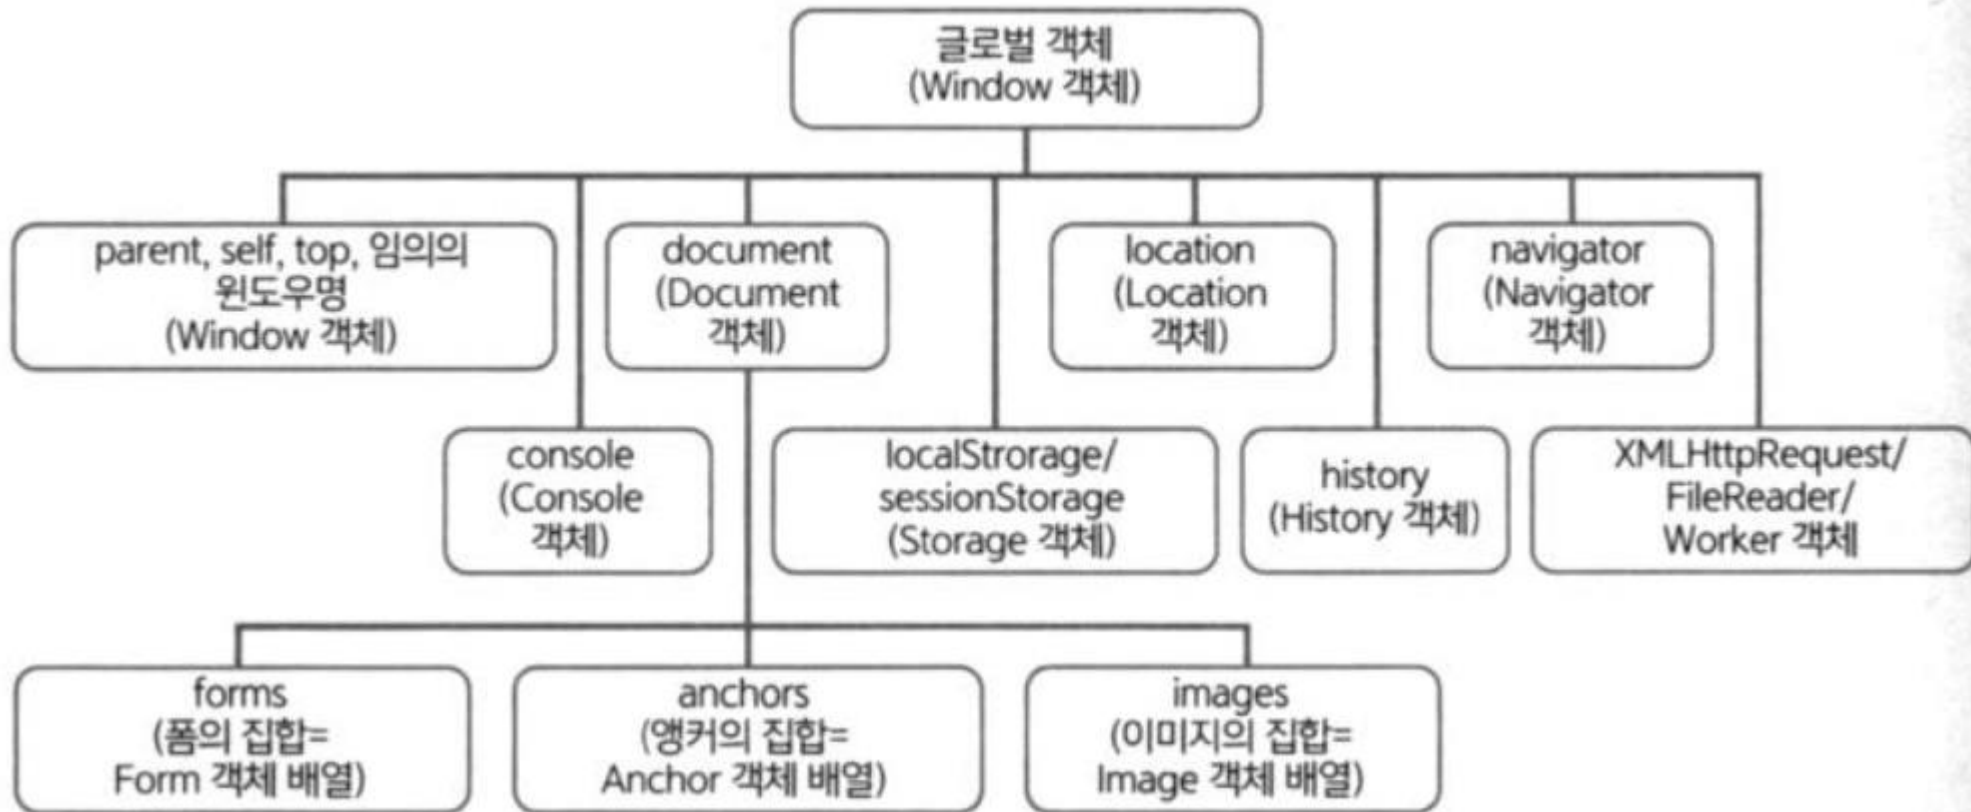 글로벌 객체
(Window 객체)
parent, self, top, 임의의
윈도우명
(Window 객체)
document
(Document
객체)
location
(Location
객체)
navigator
(Navigator
객체)
console
(Console
객체)
localStrorage/
sessionStorage
(Storage 객체)
history
(History 객체)
XMLHttpRequest/
FileReader/
Worker 객체
forms
(폼의 집합=
Form 객체 배열)
anchors
(앵커의 집합=
Anchor 객체 배열)
images
(이미지의 집합=
Image 객체 배열)